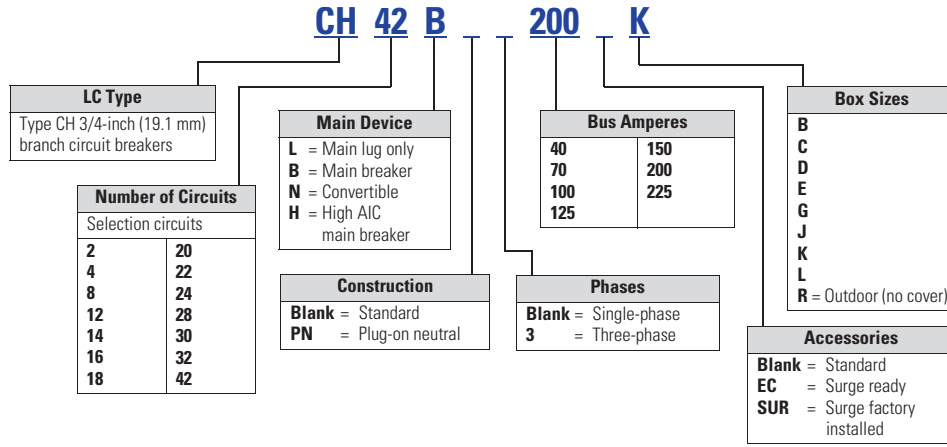 CH 42 B _ _ 200 _ K
LC Type
Type CH 3/4-inch (19.1 mm)
branch circuit breakers
Number of Circuits
Selection circuits
2 20
4 22
8 24
12 28
14 30
16 32
18 42
Main Device
L = Main lug only
B = Main breaker
N = Convertible
H = High AIC
main breaker
Construction
Blank = Standard
PN = Plug-on neutral
Bus Amperes
40 150
70 200
100 225
125
Phases
Blank = Single-phase
3 = Three-phase
Box Sizes
B
C
D
E
G
J
K
L
R = Outdoor (no cover)
Accessories
Blank = Standard
EC = Surge ready
SUR = Surge factory
installed